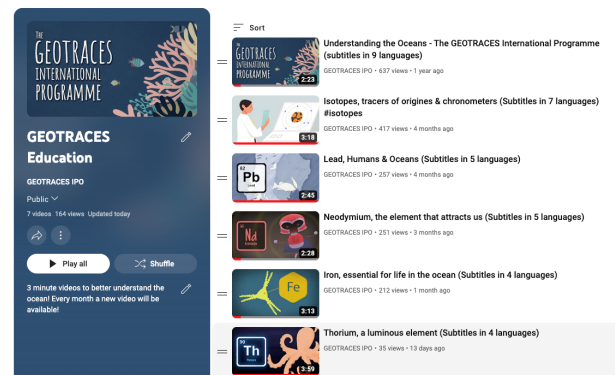 THE
GEOTRACES
INTERNATIONAL
PROGRAMME
GEOTRACES
Education
GEOTRACES IPO
Public
7 videos 164 views Updated today
Play all
Shuffle
3 minute videos to better understand the
ocean! Every month a new video will be
available!
Sort
THE
GEOTRACES
INTERNATIONAL
PROGRAMME
2:23
Understanding the Oceans - The GEOTRACES International Programme
(subtitles in 9 languages)
GEOTRACES IPO • 637 views • 1 year ago
3:18
Isotopes, tracers of origines & chronometers (Subtitles in 7 languages)
#isotopes
GEOTRACES IPO • 417 views • 4 months ago
82
Pb
Lead
2:45
Lead, Humans & Oceans (Subtitles in 5 languages)
GEOTRACES IPO • 257 views • 4 months ago
Nd
2:28
Neodymium, the element that attracts us (Subtitles in 5 languages)
GEOTRACES IPO • 251 views • 3 months ago
Fe
3:13
Iron, essential for life in the ocean (Subtitles in 4 languages)
GEOTRACES IPO • 212 views • 1 month ago
90
Th
3:59
Thorium, a luminous element (Subtitles in 4 languages)
GEOTRACES IPO • 35 views • 13 days ago